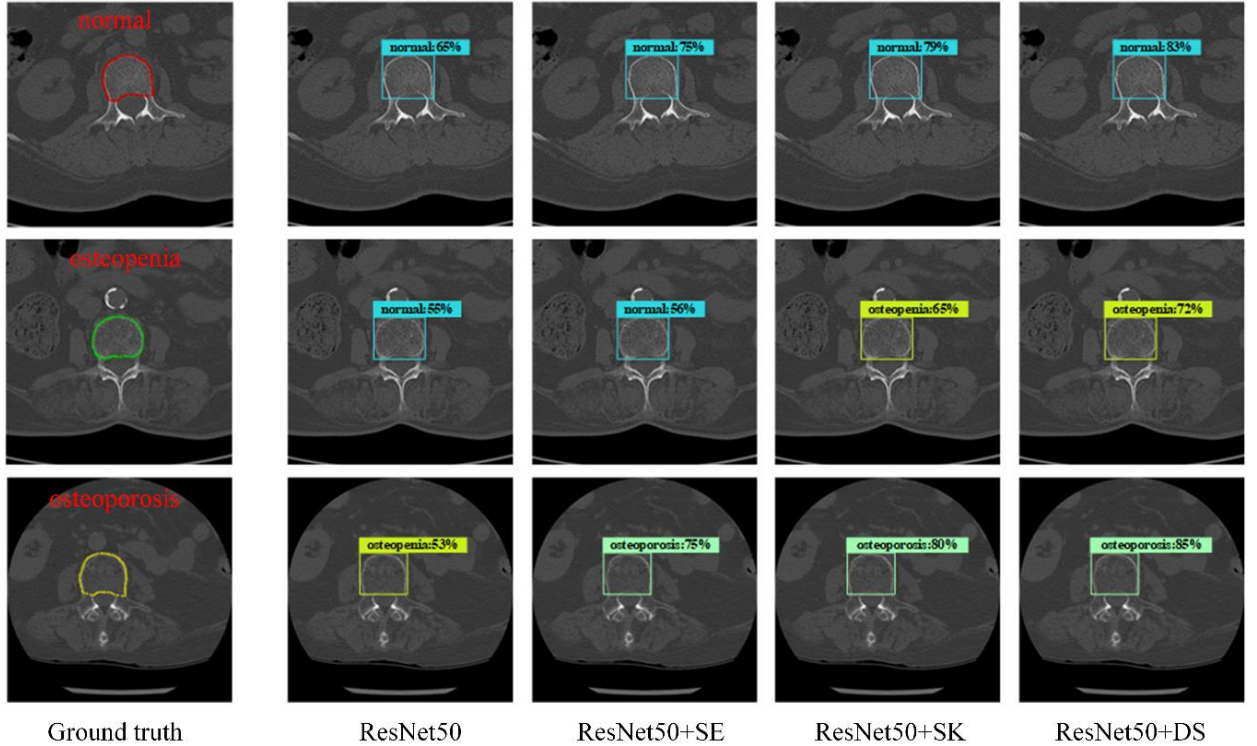 normal
normal:65%
normal:75%
normal:79%
normal:83%
osteopenia
normal:55%
normal:56%
osteopenia:65%
osteopenia:72%
osteoporosis
osteopenia:53%
osteoporosis:75%
osteoporosis:80%
osteoporosis:85%
Ground truth
ResNet50
ResNet50+SE
ResNet50+SK
ResNet50+DS